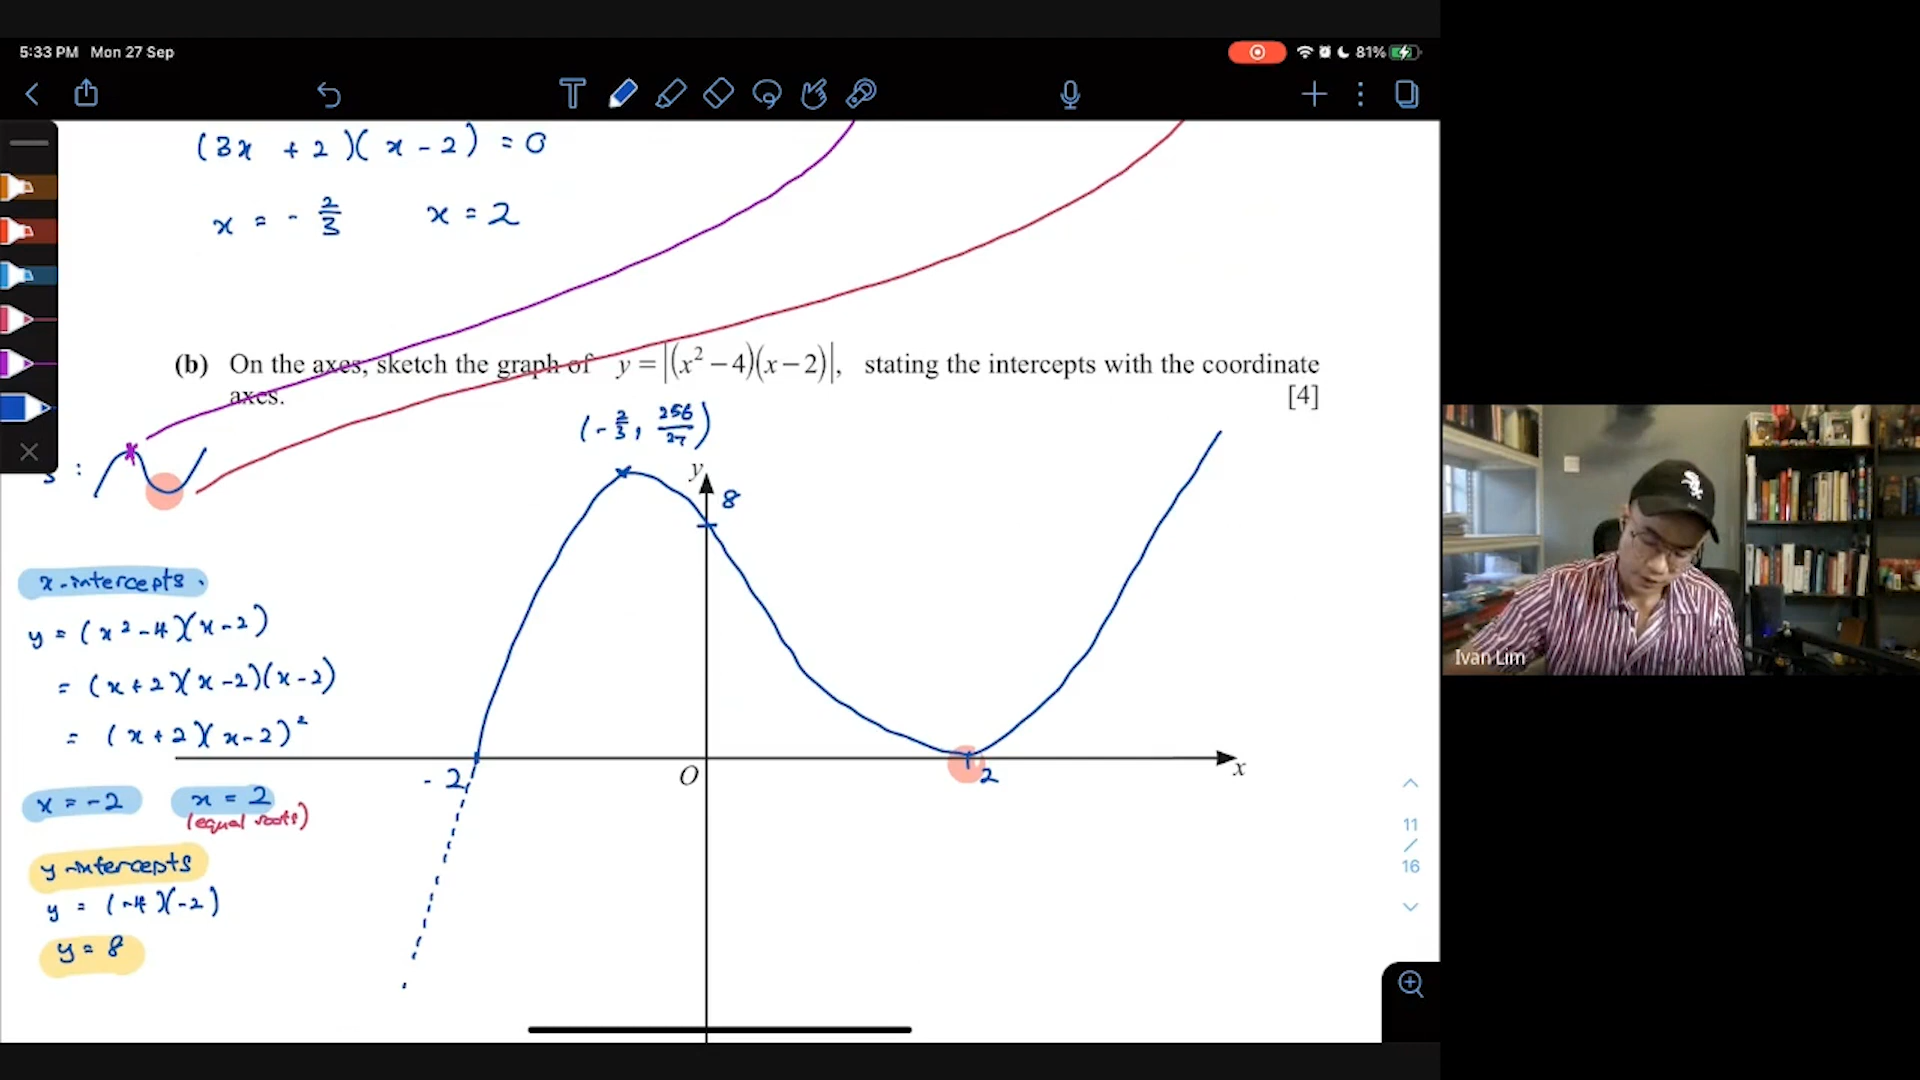 5:33 PM Mon 27 Sep
81%
(3x + 2)(x - 2) = 0
x = - 2/3 x = 2
(b) On the axes, sketch the graph of y = |(x² − 4)(x − 2)|, stating the intercepts with the coordinate
axes. [4]
(-2/3, 256/27)
y
8
x-intercepts.
y = (x² - 4)(x - 2)
= (x + 2)(x - 2)(x - 2)
= (x + 2)(x - 2)²
-2 O 2 x
x = -2 x = 2
(equal roots)
y-intercepts
y = (-4)(-2)
y = 8
11
/
16
Ivan Lim